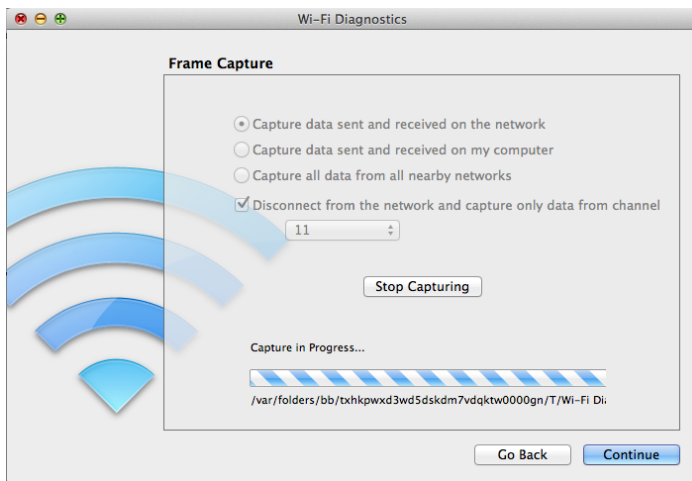 Wi-Fi Diagnostics
Frame Capture
Capture data sent and received on the network
Capture data sent and received on my computer
Capture all data from all nearby networks
Disconnect from the network and capture only data from channel
11
Stop Capturing
Capture in Progress...
/var/folders/bb/txhkpwxd3wd5dskdm7vdqktw0000gn/T/Wi-Fi Di
Go Back Continue